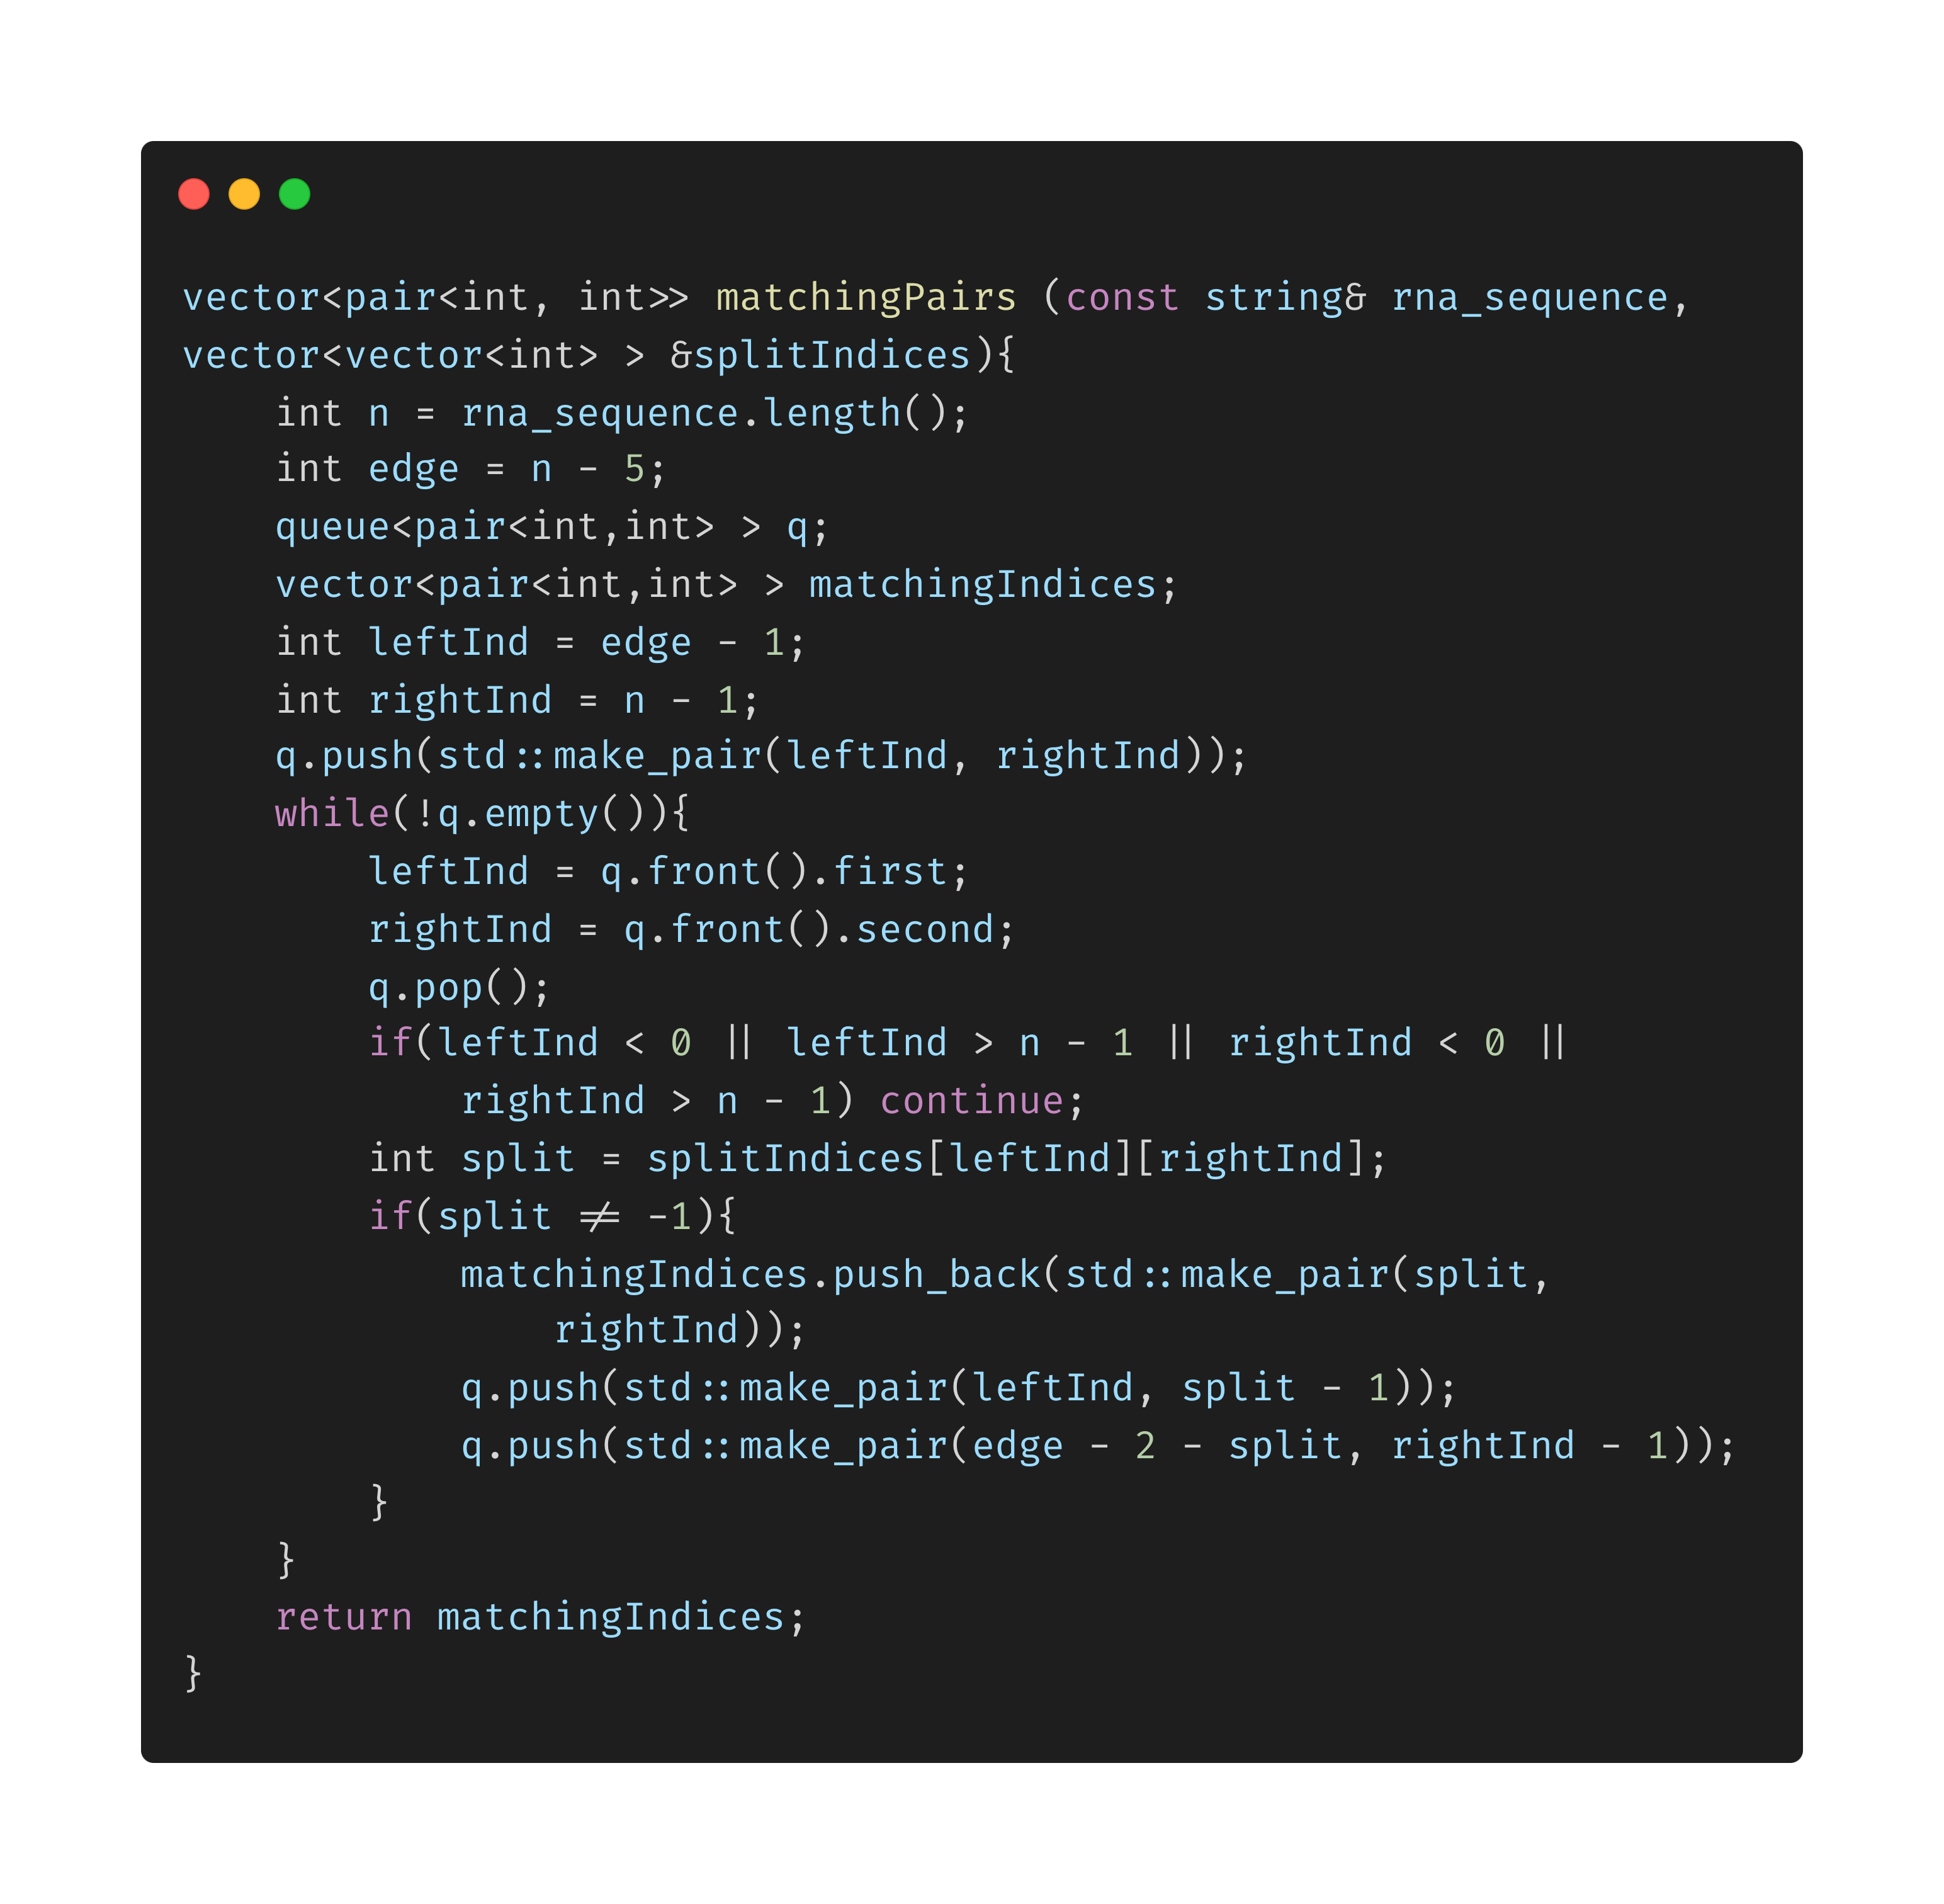 vector<pair<int, int>> matchingPairs (const string& rna_sequence,
vector<vector<int> > &splitIndices){
    int n = rna_sequence.length();
    int edge = n - 5;
    queue<pair<int,int> > q;
    vector<pair<int,int> > matchingIndices;
    int leftInd = edge - 1;
    int rightInd = n - 1;
    q.push(std::make_pair(leftInd, rightInd));
    while(!q.empty()){
        leftInd = q.front().first;
        rightInd = q.front().second;
        q.pop();
        if(leftInd < 0 || leftInd > n - 1 || rightInd < 0 ||
            rightInd > n - 1) continue;
        int split = splitIndices[leftInd][rightInd];
        if(split != -1){
            matchingIndices.push_back(std::make_pair(split,
                rightInd));
            q.push(std::make_pair(leftInd, split - 1));
            q.push(std::make_pair(edge - 2 - split, rightInd - 1));
        }
    }
    return matchingIndices;
}